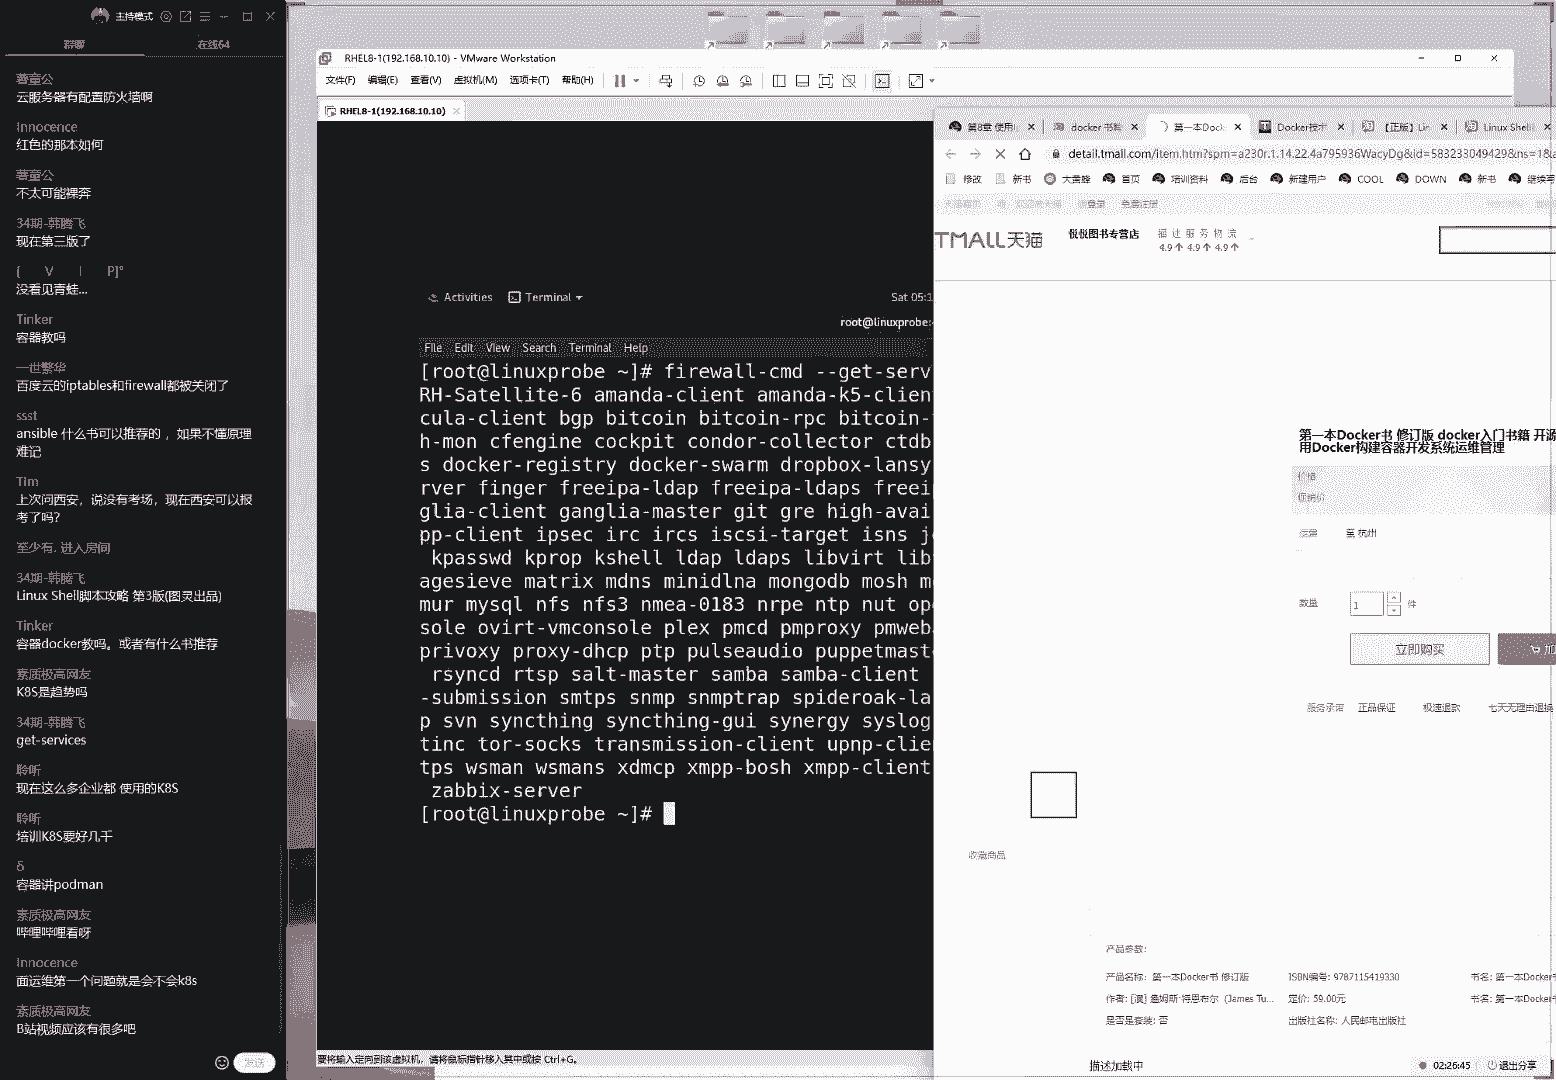 主持模式
群聊
在线64
薯童公
云服务器有配置防火墙啊
Innocence
红色的那本如何
薯童公
不太可能裸奔
34期-韩腾飞
现在第三版了
[ V I P]°
没看见青蛙...
Tinker
容器教吗
一世繁华
百度云的iptables和firewall都被关闭了
ssst
ansible 什么书可以推荐的，如果不懂原理
难记
Tim
上次问西安，说没有考场，现在西安可以报
考了吗?
至少有. 进入房间
34期-韩腾飞
Linux Shell脚本攻略 第3版(图灵出品)
Tinker
容器docker教吗。或者有什么书推荐
素质极高网友
K8S是趋势吗
34期-韩腾飞
get-services
聆听
现在这么多企业都 使用的K8S
聆听
培训K8S要好几千
δ
容器讲podman
素质极高网友
哔哩哔哩看呀
Innocence
面运维第一个问题就是会不会k8s
素质极高网友
B站视频应该有很多吧
发送
RHEL8-1(192.168.10.10) - VMware Workstation
文件(F) 编辑(E) 查看(V) 虚拟机(M) 选项卡(T) 帮助(H)
RHEL8-1(192.168.10.10)
Activities Terminal
Sat 05:1
root@linuxprobe:
File Edit View Search Terminal Help
[root@linuxprobe ~]# firewall-cmd --get-serv
RH-Satellite-6 amanda-client amanda-k5-clien
cula-client bgp bitcoin bitcoin-rpc bitcoin-
h-mon cfengine cockpit condor-collector ctdb
s docker-registry docker-swarm dropbox-lansy
rver finger freeipa-ldap freeipa-ldaps freei
glia-client ganglia-master git gre high-avai
pp-client ipsec irc ircs iscsi-target isns j
kpasswd kprop kshell ldap ldaps libvirt lib
agesieve matrix mdns minidlna mongodb mosh m
mur mysql nfs nfs3 nmea-0183 nrpe ntp nut op
sole ovirt-vmconsole plex pmcd pmproxy pmweb
privoxy proxy-dhcp ptp pulseaudio puppetmast
rsyncd rtsp salt-master samba samba-client
-submission smtps snmp snmptrap spideroak-la
p svn syncthing syncthing-gui synergy syslog
tinc tor-socks transmission-client upnp-clie
tps wsman wsmans xdmcp xmpp-bosh xmpp-client
zabbix-server
[root@linuxprobe ~]#
要将输入定向到该虚拟机，请将鼠标指针移入其中或按 Ctrl+G。
第8章 使用 docker 书籍 第一本Dock Docker技术 【正版】Lin Linux Shell
detail.tmall.com/item.htm?spm=a230r.1.14.22.4a795936WacyDg&id=583233049429&ns=1&a
修改 新书 大黄蜂 首页 培训资料 后台 新建用户 COOL DOWN 新书 继续写
请登录 免费注册
TMALL天猫
悦悦图书专营店
描 述 服 务 物 流
4.9 4.9 4.9
第一本Docker书 修订版 docker入门书籍 开源
用Docker构建容器开发系统运维管理
价格
促销价
运费 至 杭州
数量 1 件
立即购买 加
服务承诺 正品保证 极速退款 七天无理由退换
收藏商品
产品参数：
产品名称：第一本Docker书 修订版 ISBN编号: 9787115419330 书名: 第一本Docker书
作者: [澳] 詹姆斯·特恩布尔（James Tu... 定价: 59.00元 书名: 第一本Docker书
是否是套装: 否 出版社名称: 人民邮电出版社
描述加载中
02:26:45 退出分享